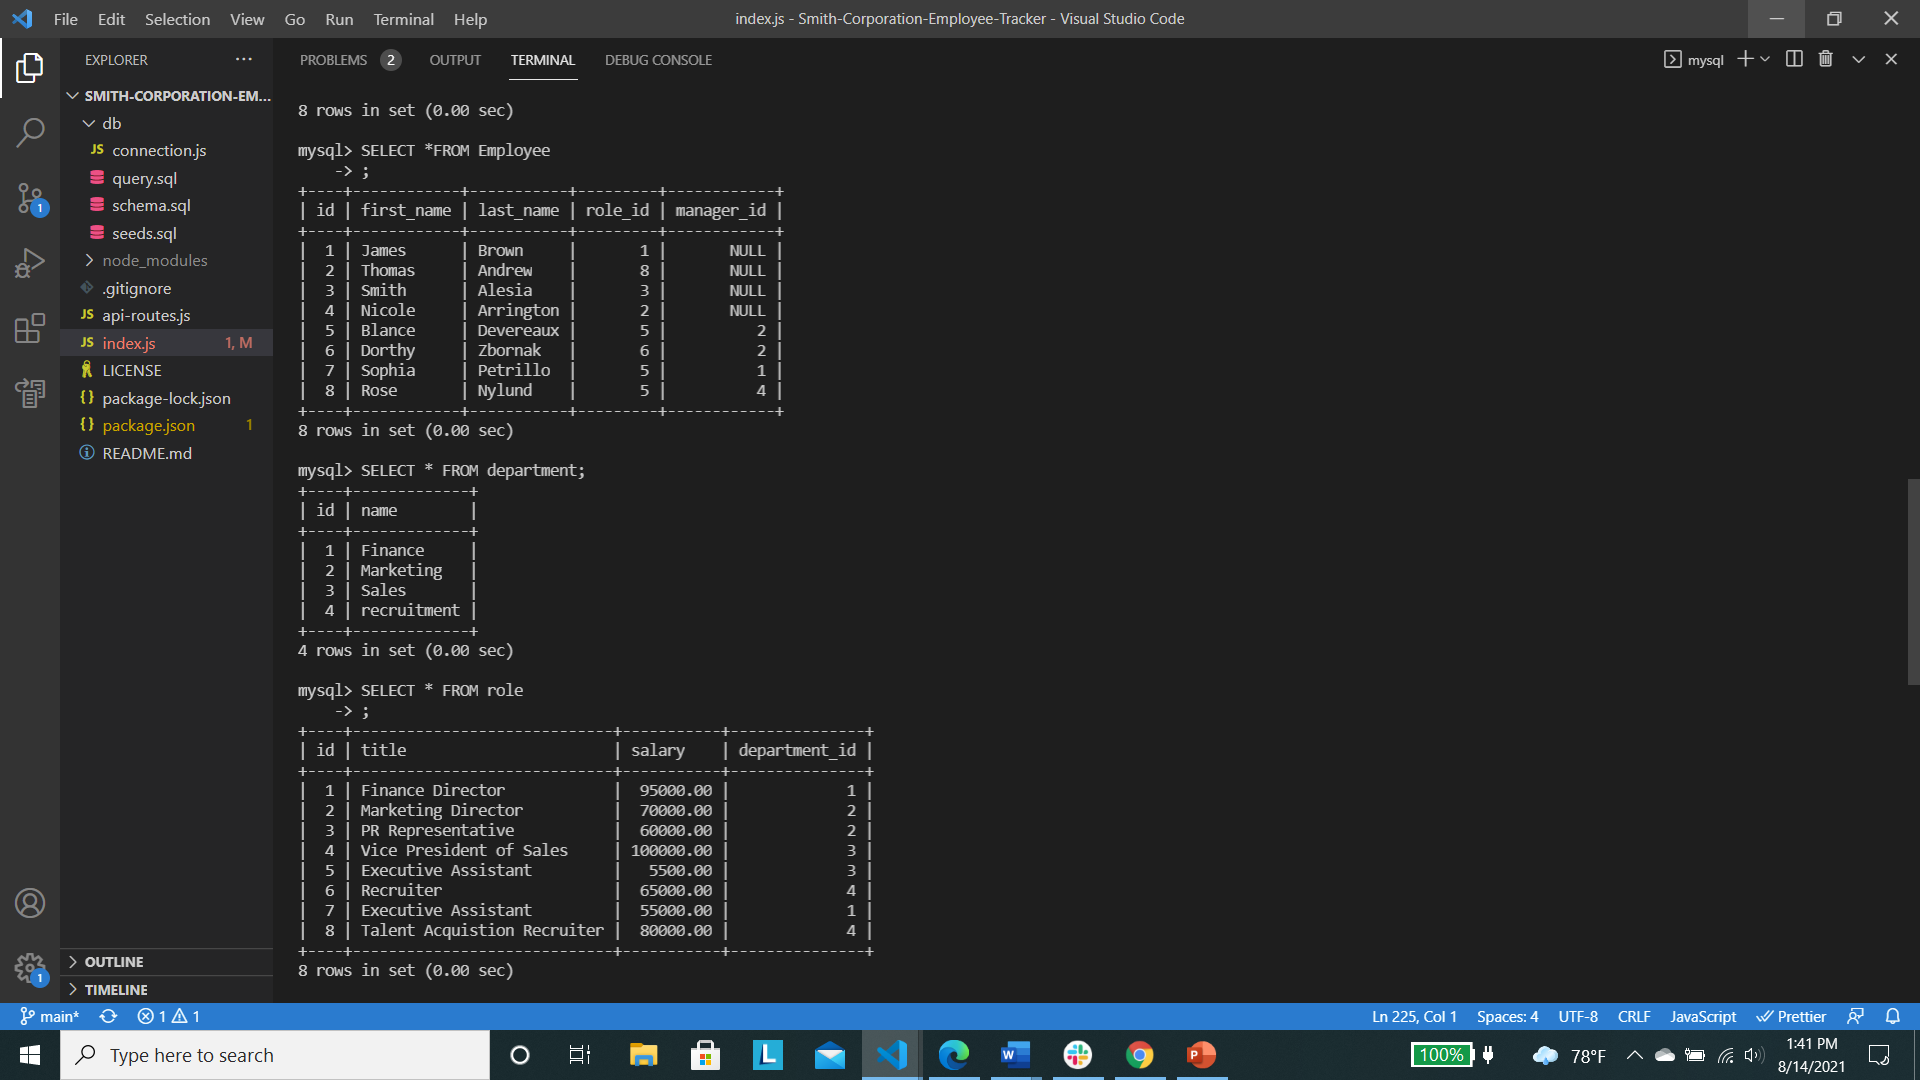 File Edit Selection View Go Run Terminal Help
index.js - Smith-Corporation-Employee-Tracker - Visual Studio Code
EXPLORER
SMITH-CORPORATION-EM...
db
JS connection.js
query.sql
schema.sql
seeds.sql
node_modules
.gitignore
JS api-routes.js
JS index.js 1, M
LICENSE
{} package-lock.json
{} package.json 1
README.md
OUTLINE
TIMELINE
1
1
PROBLEMS 2 OUTPUT TERMINAL DEBUG CONSOLE
mysql
8 rows in set (0.00 sec)
mysql> SELECT *FROM Employee
    -> ;
+----+------------+-----------+---------+------------+
| id | first_name | last_name | role_id | manager_id |
+----+------------+-----------+---------+------------+
|  1 | James      | Brown     |       1 |       NULL |
|  2 | Thomas     | Andrew    |       8 |       NULL |
|  3 | Smith      | Alesia    |       3 |       NULL |
|  4 | Nicole     | Arrington |       2 |       NULL |
|  5 | Blance     | Devereaux |       5 |          2 |
|  6 | Dorthy     | Zbornak   |       6 |          2 |
|  7 | Sophia     | Petrillo  |       5 |          1 |
|  8 | Rose       | Nylund    |       5 |          4 |
+----+------------+-----------+---------+------------+
8 rows in set (0.00 sec)
mysql> SELECT * FROM department;
+----+-------------+
| id | name        |
+----+-------------+
|  1 | Finance     |
|  2 | Marketing   |
|  3 | Sales       |
|  4 | recruitment |
+----+-------------+
4 rows in set (0.00 sec)
mysql> SELECT * FROM role
    -> ;
+----+-----------------------------+-----------+---------------+
| id | title                       | salary    | department_id |
+----+-----------------------------+-----------+---------------+
|  1 | Finance Director            |  95000.00 |             1 |
|  2 | Marketing Director          |  70000.00 |             2 |
|  3 | PR Representative           |  60000.00 |             2 |
|  4 | Vice President of Sales     | 100000.00 |             3 |
|  5 | Executive Assistant         |   5500.00 |             3 |
|  6 | Recruiter                   |  65000.00 |             4 |
|  7 | Executive Assistant         |  55000.00 |             1 |
|  8 | Talent Acquistion Recruiter |  80000.00 |             4 |
+----+-----------------------------+-----------+---------------+
8 rows in set (0.00 sec)
main* 1 1 Ln 225, Col 1 Spaces: 4 UTF-8 CRLF JavaScript Prettier
Type here to search
L
W
P
100%
78°F
1:41 PM
8/14/2021